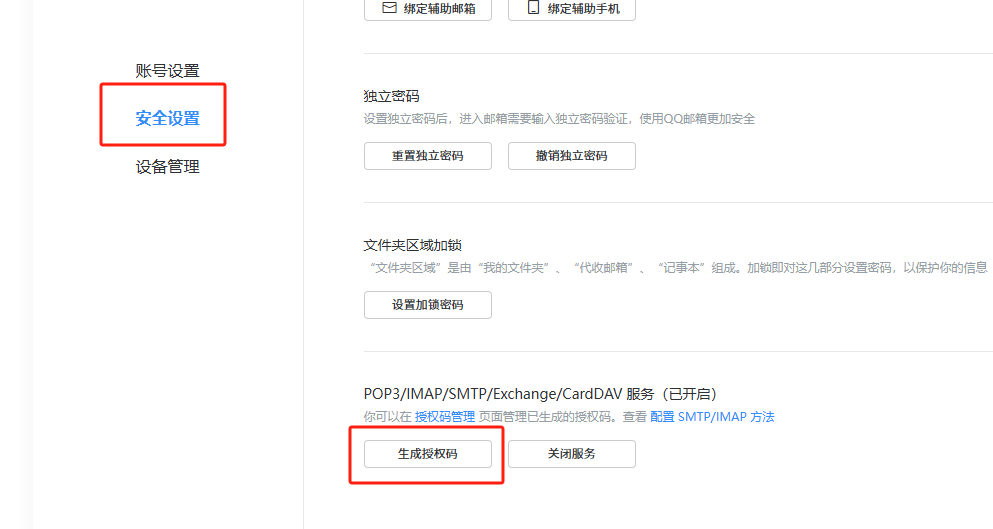 绑定辅助邮箱 绑定辅助手机
账号设置
安全设置
设备管理
独立密码
设置独立密码后，进入邮箱需要输入独立密码验证，使用QQ邮箱更加安全
重置独立密码 撤销独立密码
文件夹区域加锁
“文件夹区域”是由“我的文件夹”、“代收邮箱”、“记事本”组成。加锁即对这几部分设置密码，以保护你的信息
设置加锁密码
POP3/IMAP/SMTP/Exchange/CardDAV 服务（已开启）
你可以在 授权码管理 页面管理已生成的授权码。查看 配置 SMTP/IMAP 方法
生成授权码 关闭服务